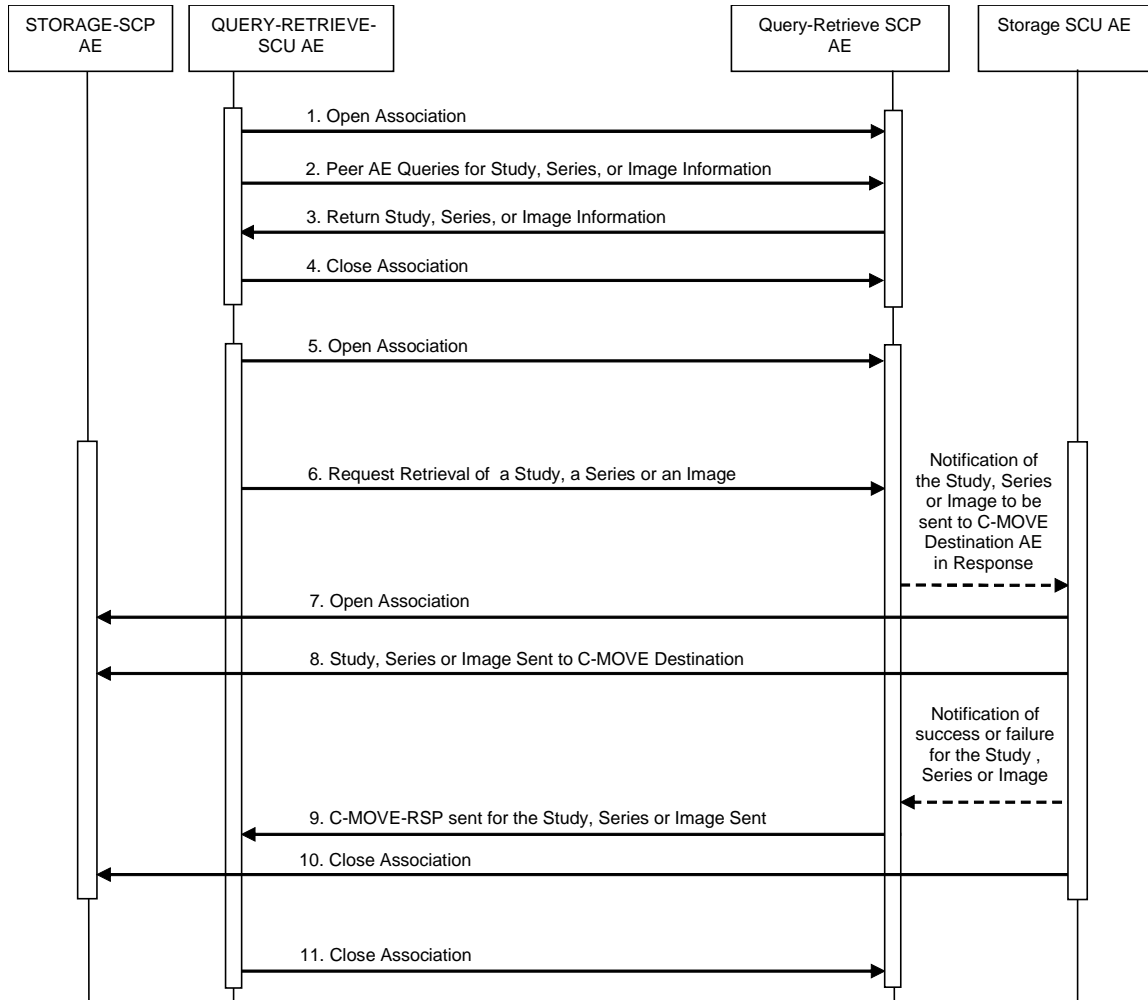 STORAGE-SCP
AE
QUERY-RETRIEVE-
SCU AE
Query-Retrieve SCP
AE
Storage SCU AE
1. Open Association
2. Peer AE Queries for Study, Series, or Image Information
3. Return Study, Series, or Image Information
4. Close Association
5. Open Association
6. Request Retrieval of  a Study, a Series or an Image
Notification of
the Study, Series
or Image to be
sent to C-MOVE
Destination AE
in Response
7. Open Association
8. Study, Series or Image Sent to C-MOVE Destination
Notification of
success or failure
for the Study ,
Series or Image
9. C-MOVE-RSP sent for the Study, Series or Image Sent
10. Close Association
11. Close Association